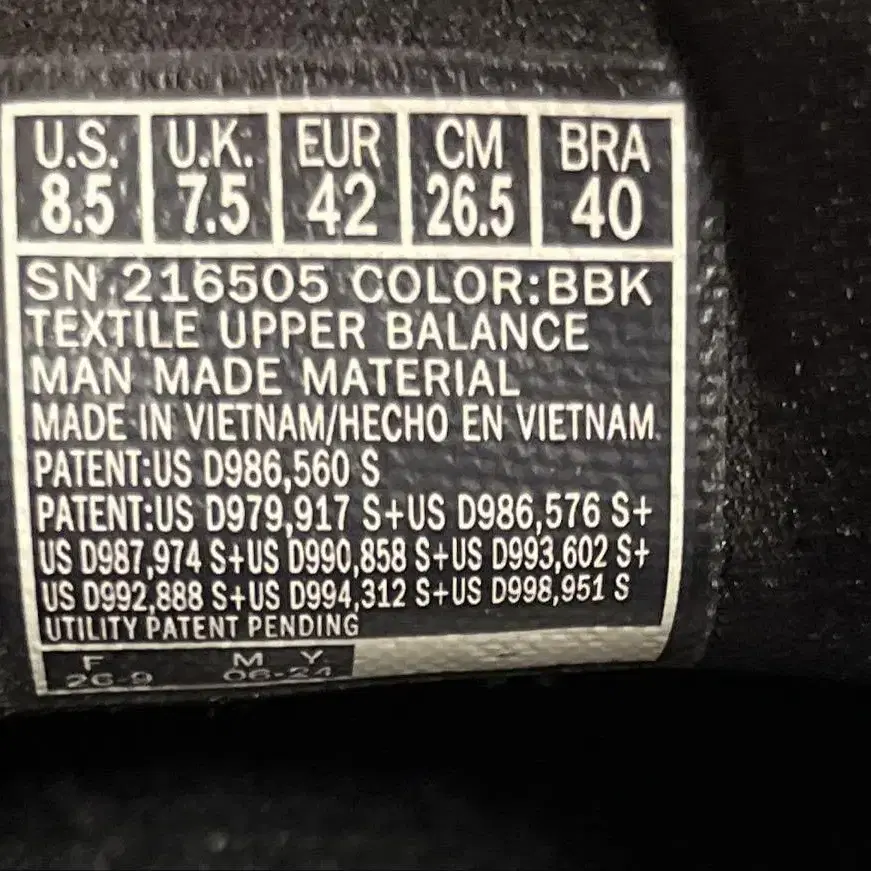 U.S. U.K. EUR CM BRA
8.5 7.5 42 26.5 40
SN.216505 COLOR:BBK
TEXTILE UPPER BALANCE
MAN MADE MATERIAL
MADE IN VIETNAM/HECHO EN VIETNAM
PATENT:US D986,560 S
PATENT:US D979,917 S+US D986,576 S+
US D987,974 S+US D990,858 S+US D993,602 S+
US D992,888 S+US D994,312 S+US D998,951 S
UTILITY PATENT PENDING
F M Y
06-24